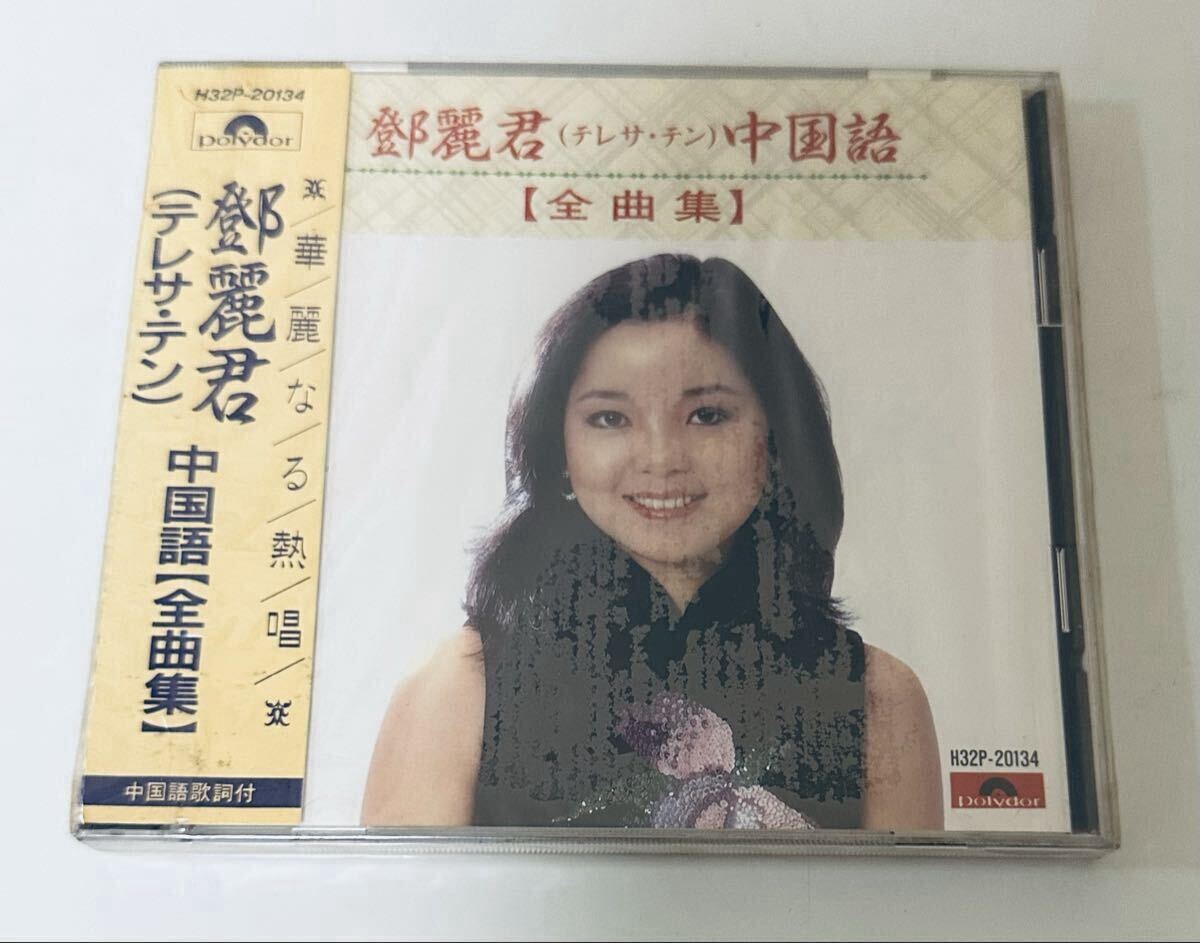 H32P-20134
polydor
華麗なる熱唱
鄧麗君
(テレサ・テン)
中国語【全曲集】
中国語歌詞付
鄧麗君(テレサ・テン)中国語
【全曲集】
H32P-20134
polydor